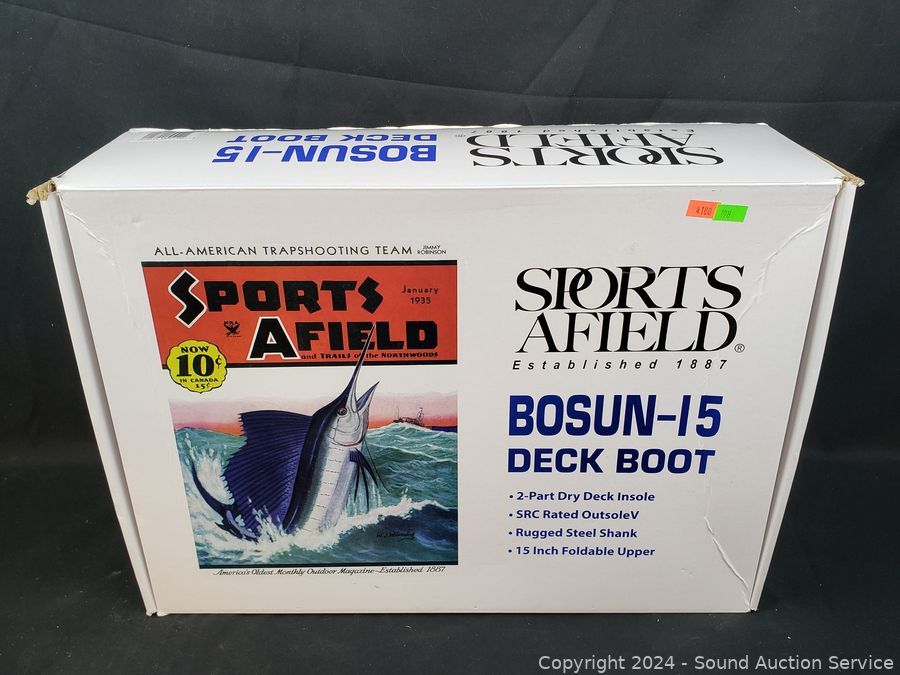 SPORTS
AFIELD
Established 1887
®
BOSUN-15
DECK BOOT
4100
ALL-AMERICAN TRAPSHOOTING TEAM JIMMY ROBINSON
SPORTS
AFIELD
January
1935
and TRAILS of the NORTHWOODS
NOW
10¢
IN CANADA
15¢
America's Oldest Monthly Outdoor Magazine—Established 1887
SPORTS
AFIELD®
Established 1887
BOSUN-15
DECK BOOT
• 2-Part Dry Deck Insole
• SRC Rated OutsoleV
• Rugged Steel Shank
• 15 Inch Foldable Upper
Copyright 2024 - Sound Auction Service